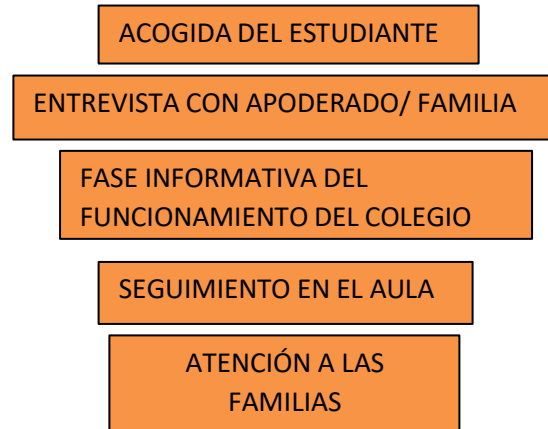 ACOGIDA DEL ESTUDIANTE
ENTREVISTA CON APODERADO/ FAMILIA
FASE INFORMATIVA DEL
FUNCIONAMIENTO DEL COLEGIO
SEGUIMIENTO EN EL AULA
ATENCIÓN A LAS
FAMILIAS